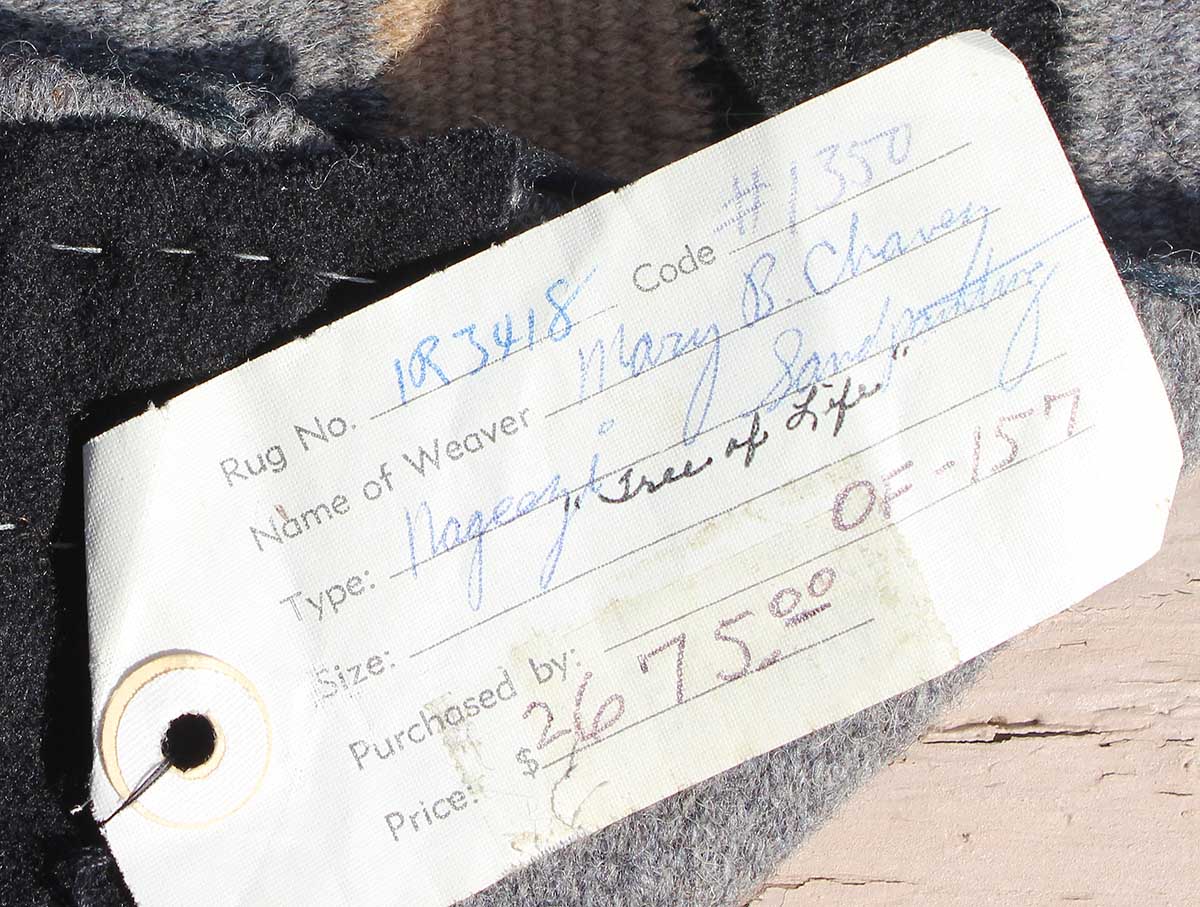 Rug No. IR3418 Code #1350
Name of Weaver Mary B. Chavez
Type: Nageezi Sandpainting
"Tree of Life"
Size:
OF-157
Purchased by:
Price: $ 2675.00